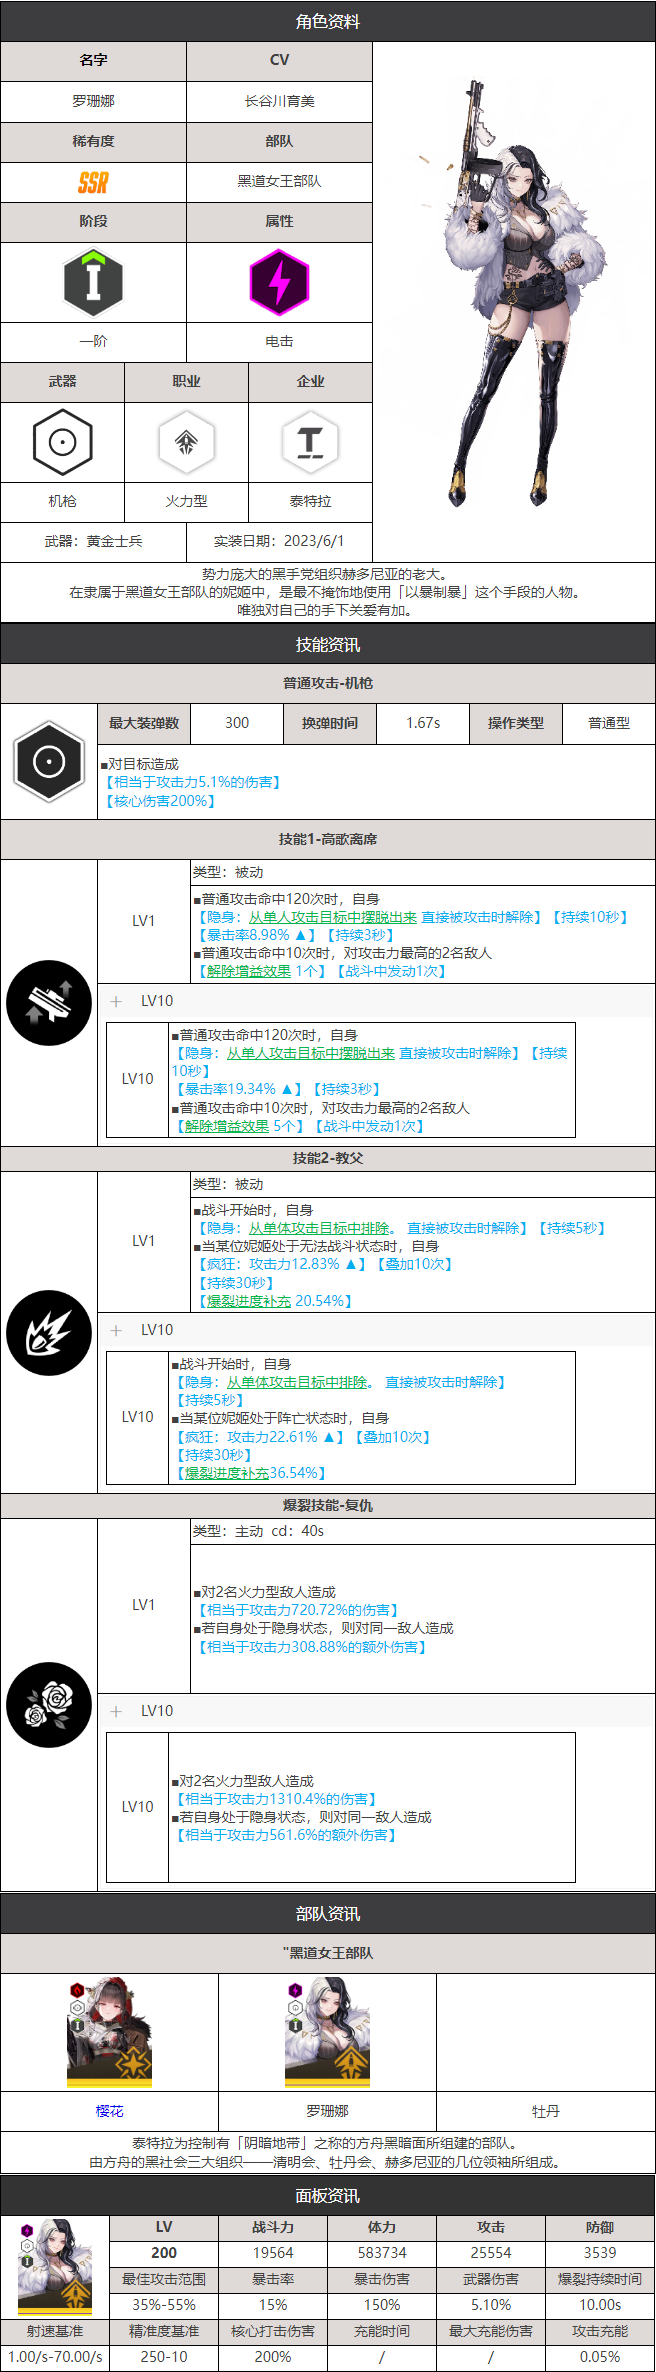 角色资料
名字 CV
罗珊娜 长谷川育美
稀有度 部队
SSR 黑道女王部队
阶段 属性
I
一阶 电击
武器 职业 企业
T
机枪 火力型 泰特拉
武器：黄金士兵 实装日期：2023/6/1
势力庞大的黑手党组织赫多尼亚的老大。
在隶属于黑道女王部队的妮姬中，是最不掩饰地使用「以暴制暴」这个手段的人物。
唯独对自己的手下关爱有加。
技能资讯
普通攻击-机枪
最大装弹数 300 换弹时间 1.67s 操作类型 普通型
■对目标造成
【相当于攻击力5.1%的伤害】
【核心伤害200%】
技能1-高歌离席
类型：被动
LV1
■普通攻击命中120次时，自身
【隐身：从单人攻击目标中摆脱出来 直接被攻击时解除】【持续10秒】
【暴击率8.98% ▲】【持续3秒】
■普通攻击命中10次时，对攻击力最高的2名敌人
【解除增益效果 1个】【战斗中发动1次】
＋ LV10
LV10
■普通攻击命中120次时，自身
【隐身：从单人攻击目标中摆脱出来 直接被攻击时解除】【持续
10秒】
【暴击率19.34% ▲】【持续3秒】
■普通攻击命中10次时，对攻击力最高的2名敌人
【解除增益效果 5个】【战斗中发动1次】
技能2-教父
类型：被动
LV1
■战斗开始时，自身
【隐身：从单体攻击目标中排除。 直接被攻击时解除】【持续5秒】
■当某位妮姬处于无法战斗状态时，自身
【疯狂：攻击力12.83% ▲】【叠加10次】
【持续30秒】
【爆裂进度补充 20.54%】
＋ LV10
LV10
■战斗开始时，自身
【隐身：从单体攻击目标中排除。 直接被攻击时解除】
【持续5秒】
■当某位妮姬处于阵亡状态时，自身
【疯狂：攻击力22.61% ▲】【叠加10次】
【持续30秒】
【爆裂进度补充36.54%】
爆裂技能-复仇
类型：主动 cd：40s
LV1
■对2名火力型敌人造成
【相当于攻击力720.72%的伤害】
■若自身处于隐身状态，则对同一敌人造成
【相当于攻击力308.88%的额外伤害】
＋ LV10
LV10
■对2名火力型敌人造成
【相当于攻击力1310.4%的伤害】
■若自身处于隐身状态，则对同一敌人造成
【相当于攻击力561.6%的额外伤害】
部队资讯
"黑道女王部队
樱花 罗珊娜 牡丹
泰特拉为控制有「阴暗地带」之称的方舟黑暗面所组建的部队。
由方舟的黑社会三大组织——清明会、牡丹会、赫多尼亚的几位领袖所组成。
面板资讯
LV 战斗力 体力 攻击 防御
200 19564 583734 25554 3539
最佳攻击范围 暴击率 暴击伤害 武器伤害 爆裂持续时间
35%-55% 15% 150% 5.10% 10.00s
射速基准 精准度基准 核心打击伤害 充能时间 最大充能伤害 攻击充能
1.00/s-70.00/s 250-10 200% / / 0.05%